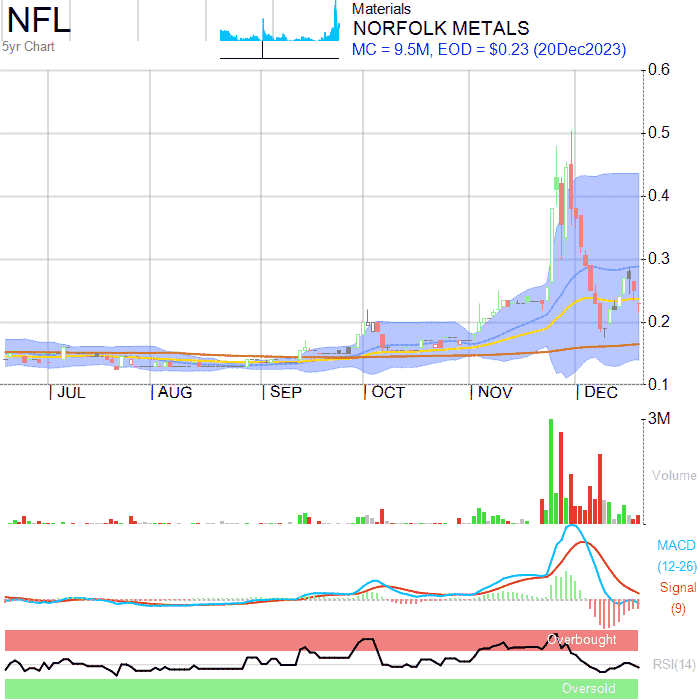 NFL
5yr Chart
Materials
NORFOLK METALS
MC = 9.5M, EOD = $0.23 (20Dec2023)
0.6
0.5
0.4
0.3
0.2
0.1
JUL
AUG
SEP
OCT
NOV
DEC
3M
Volume
MACD
(12-26)
Signal
(9)
Overbought
RSI(14)
Oversold